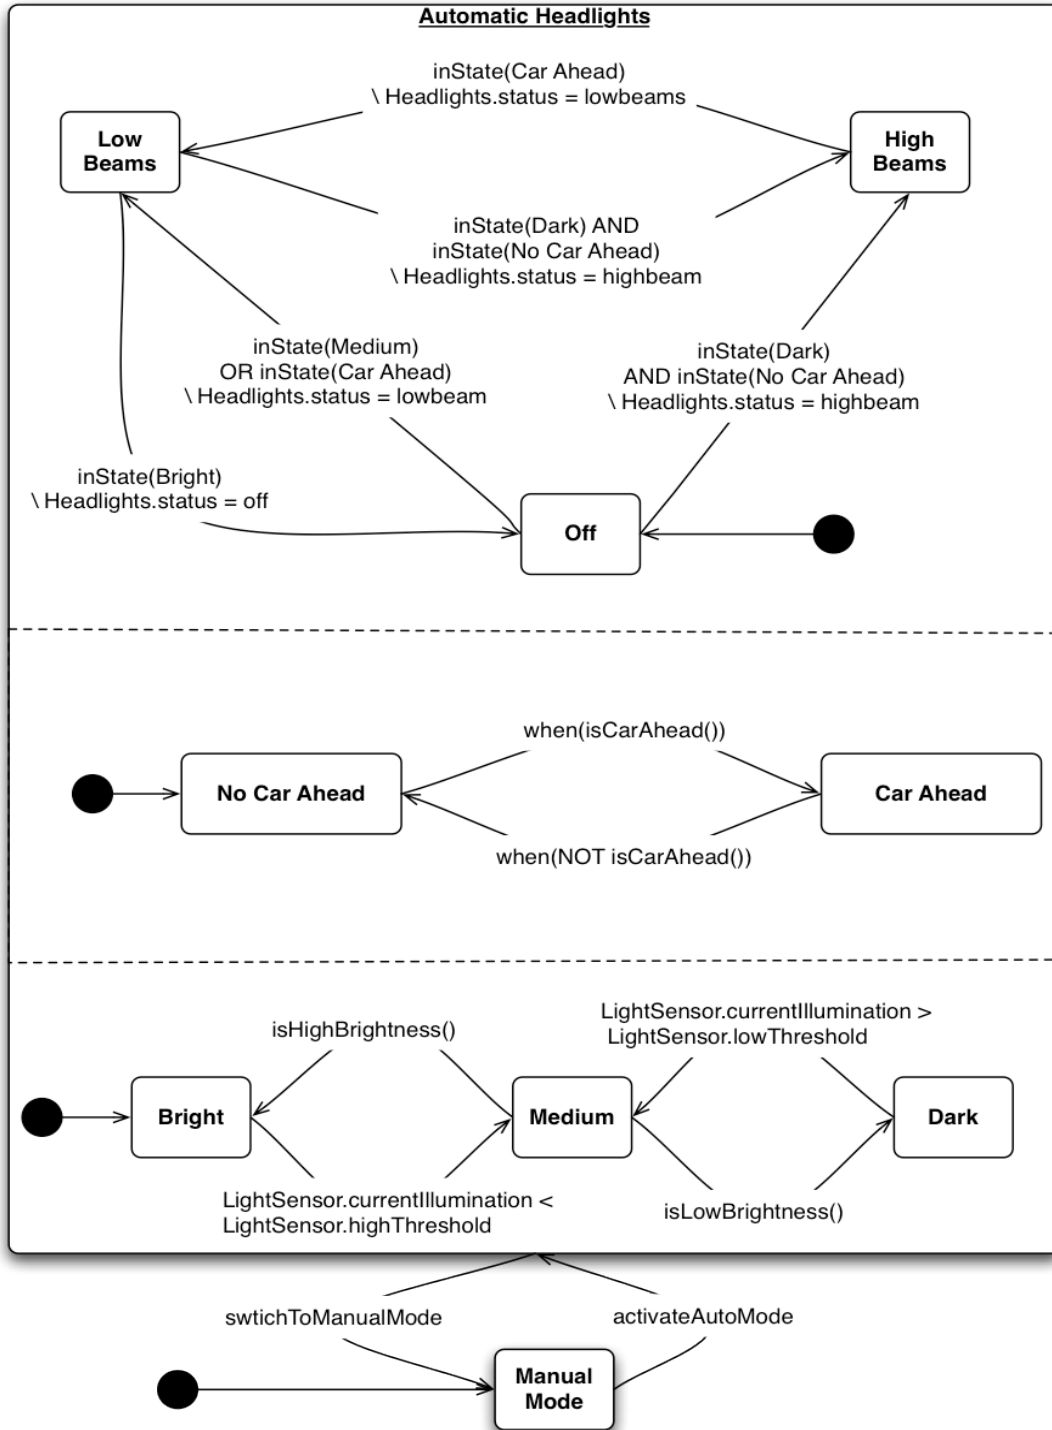 Automatic Headlights
inState(Car Ahead)
\ Headlights.status = lowbeams
Low
Beams
High
Beams
inState(Dark) AND
inState(No Car Ahead)
\ Headlights.status = highbeam
inState(Medium)
OR inState(Car Ahead)
\ Headlights.status = lowbeam
inState(Dark)
AND inState(No Car Ahead)
\ Headlights.status = highbeam
inState(Bright)
\ Headlights.status = off
Off
when(isCarAhead())
No Car Ahead
Car Ahead
when(NOT isCarAhead())
isHighBrightness()
LightSensor.currentIllumination >
LightSensor.lowThreshold
Bright
Medium
Dark
LightSensor.currentIllumination <
LightSensor.highThreshold
isLowBrightness()
swtichToManualMode
activateAutoMode
Manual
Mode